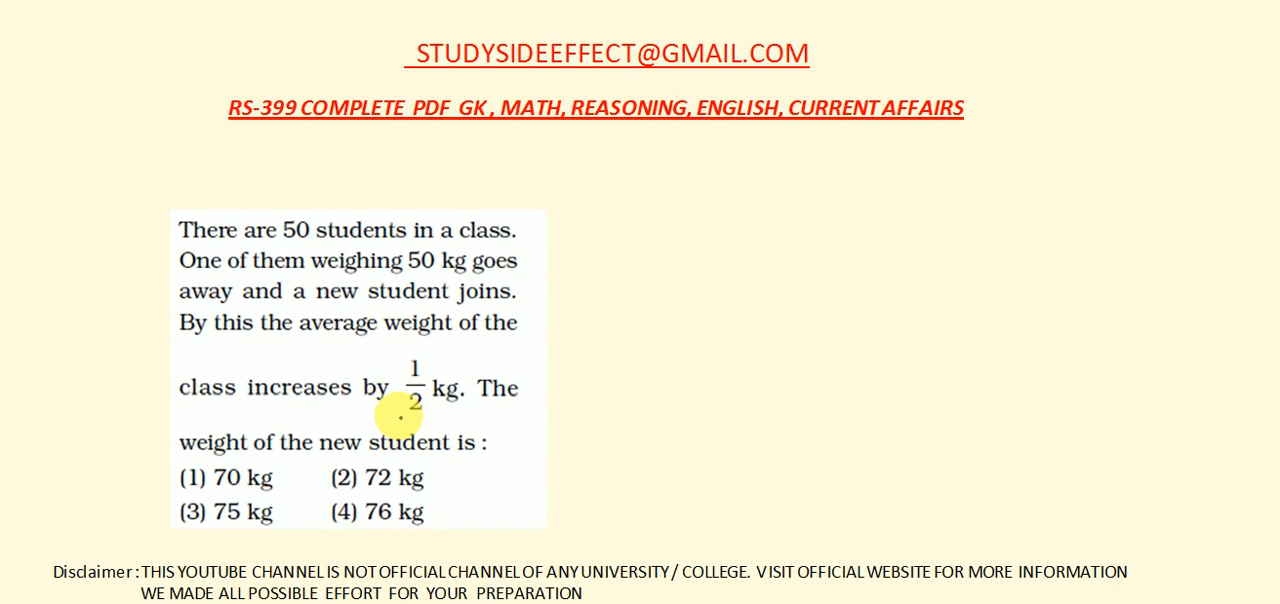 STUDYSIDEEFFECT@GMAIL.COM
RS-399 COMPLETE PDF GK , MATH, REASONING, ENGLISH, CURRENT AFFAIRS
There are 50 students in a class.
One of them weighing 50 kg goes
away and a new student joins.
By this the average weight of the
class increases by 1/2 kg. The
weight of the new student is :
(1) 70 kg (2) 72 kg
(3) 75 kg (4) 76 kg
Disclaimer : THIS YOUTUBE CHANNEL IS NOT OFFICIAL CHANNEL OF ANY UNIVERSITY / COLLEGE. VISIT OFFICIAL WEBSITE FOR MORE INFORMATION
WE MADE ALL POSSIBLE EFFORT FOR YOUR PREPARATION